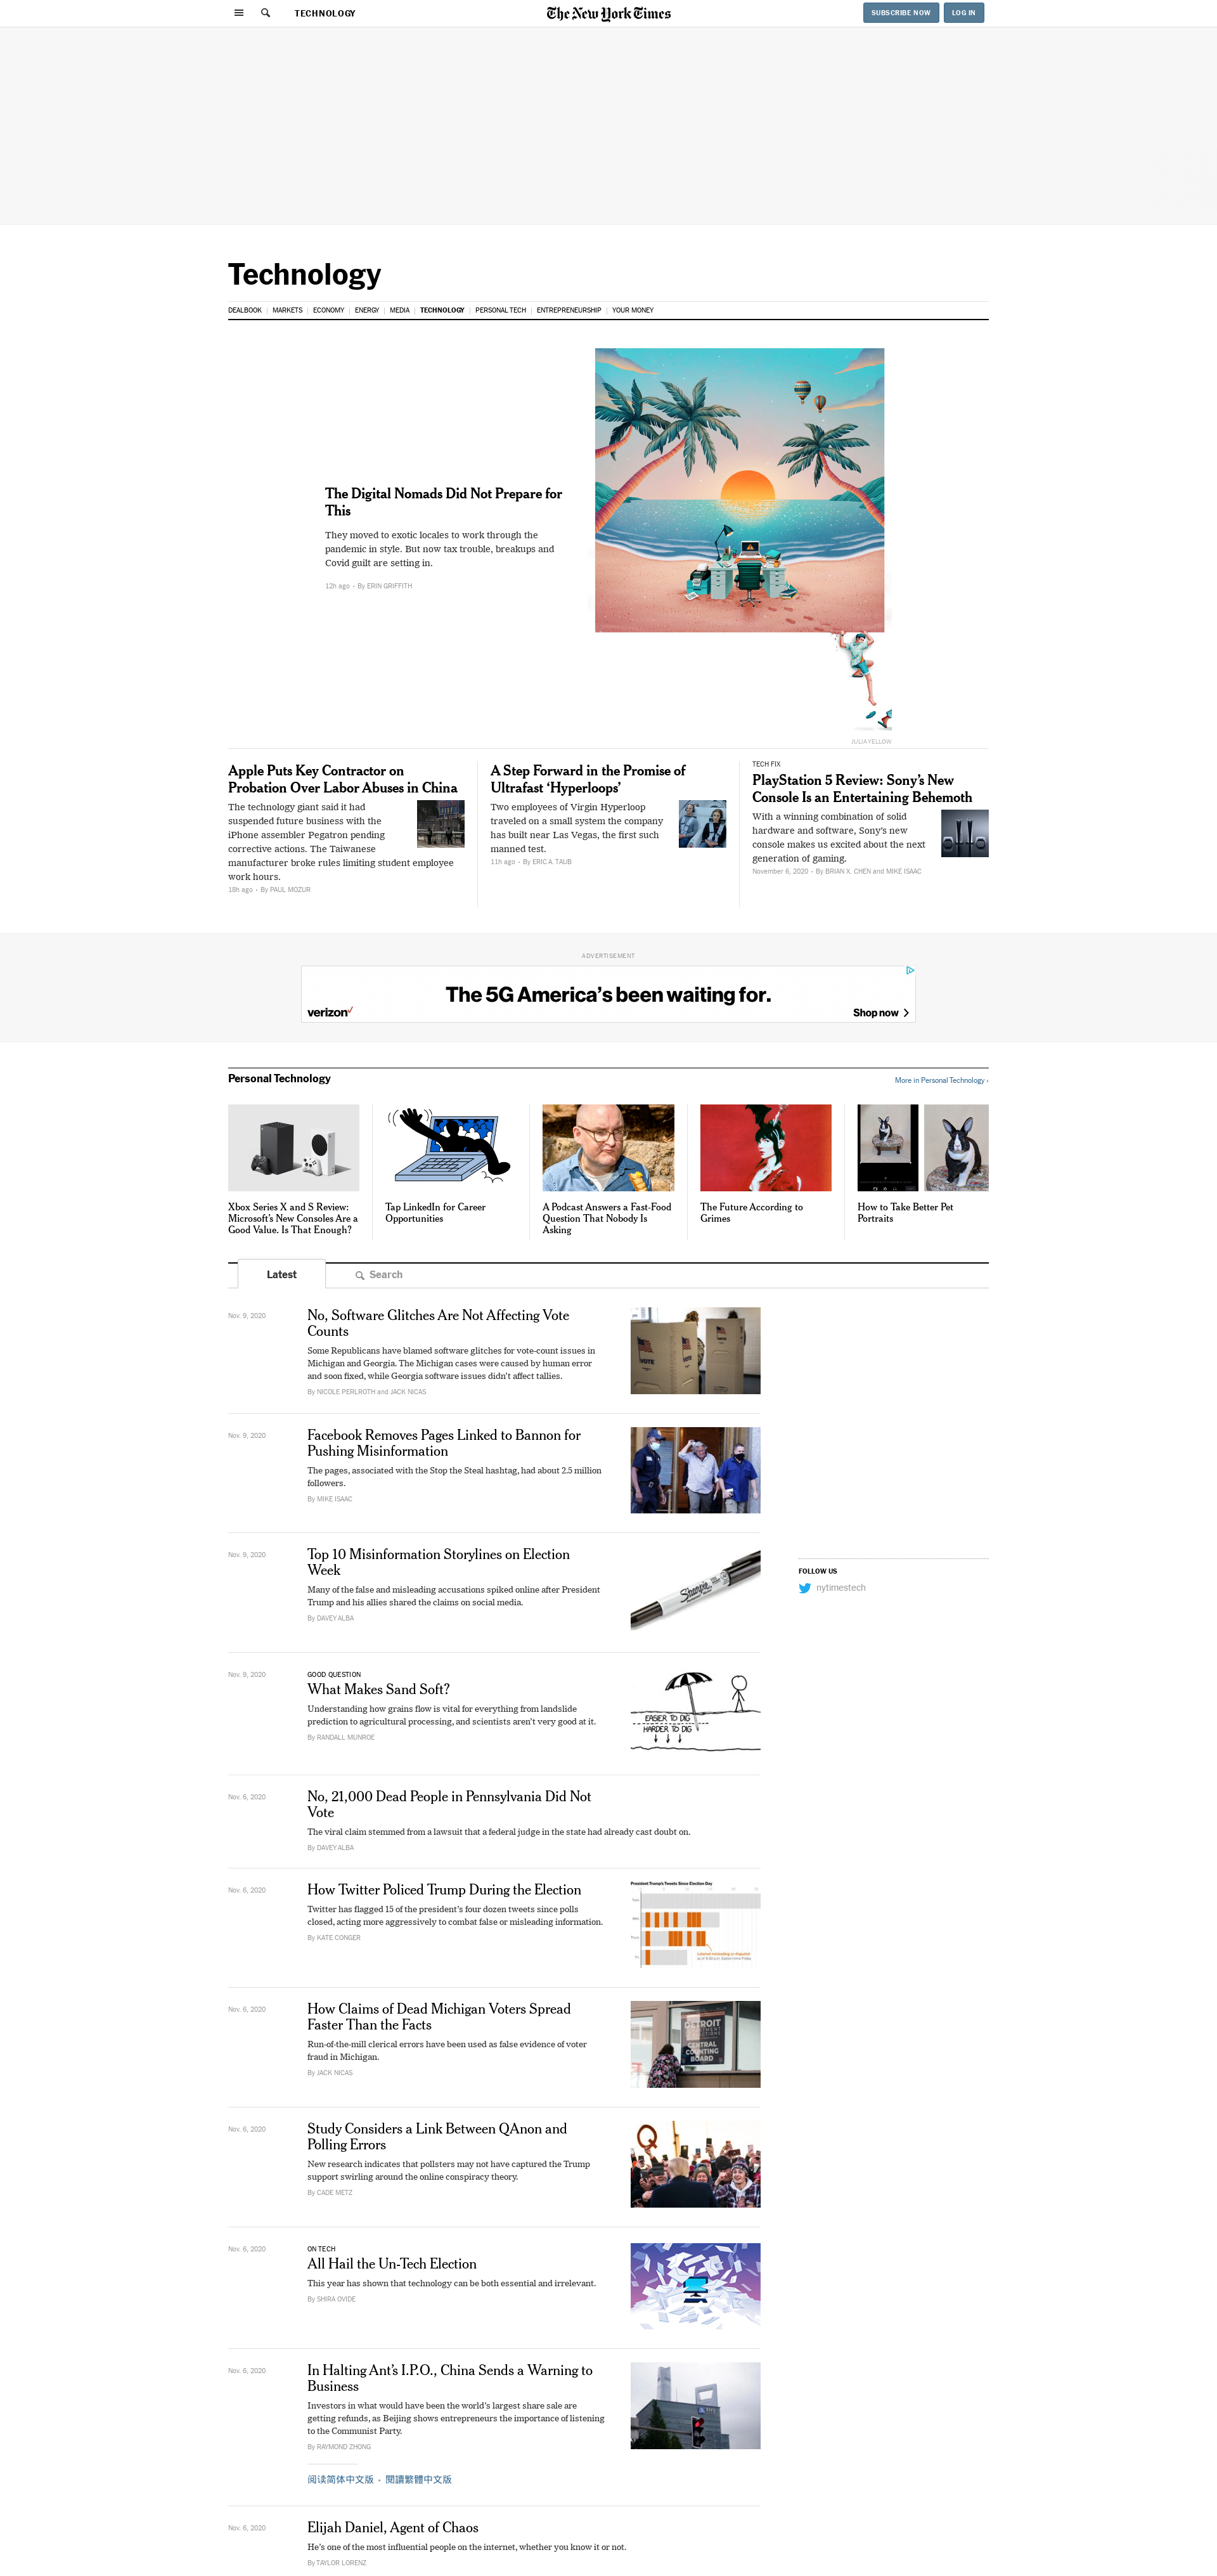 TECHNOLOGY
The New York Times
SUBSCRIBE NOW
LOG IN
Technology
DEALBOOK
MARKETS
ECONOMY
ENERGY
MEDIA
TECHNOLOGY
PERSONAL TECH
ENTREPRENEURSHIP
YOUR MONEY
The Digital Nomads Did Not Prepare for
This
They moved to exotic locales to work through the
pandemic in style. But now tax trouble, breakups and
Covid guilt are setting in.
12h ago • By ERIN GRIFFITH
JULIA YELLOW
Apple Puts Key Contractor on
Probation Over Labor Abuses in China
The technology giant said it had
suspended future business with the
iPhone assembler Pegatron pending
corrective actions. The Taiwanese
manufacturer broke rules limiting student employee
work hours.
18h ago • By PAUL MOZUR
A Step Forward in the Promise of
Ultrafast ‘Hyperloops’
Two employees of Virgin Hyperloop
traveled on a small system the company
has built near Las Vegas, the first such
manned test.
11h ago • By ERIC A. TAUB
TECH FIX
PlayStation 5 Review: Sony’s New
Console Is an Entertaining Behemoth
With a winning combination of solid
hardware and software, Sony’s new
console makes us excited about the next
generation of gaming.
November 6, 2020 • By BRIAN X. CHEN and MIKE ISAAC
ADVERTISEMENT
The 5G America’s been waiting for.
verizon✓
Shop now
Personal Technology
More in Personal Technology ›
Xbox Series X and S Review:
Microsoft’s New Consoles Are a
Good Value. Is That Enough?
Tap LinkedIn for Career
Opportunities
A Podcast Answers a Fast-Food
Question That Nobody Is
Asking
The Future According to
Grimes
How to Take Better Pet
Portraits
Latest
Search
Nov. 9, 2020
No, Software Glitches Are Not Affecting Vote
Counts
Some Republicans have blamed software glitches for vote-count issues in
Michigan and Georgia. The Michigan cases were caused by human error
and soon fixed, while Georgia software issues didn’t affect tallies.
By NICOLE PERLROTH and JACK NICAS
VOTE
VOTE
Nov. 9, 2020
Facebook Removes Pages Linked to Bannon for
Pushing Misinformation
The pages, associated with the Stop the Steal hashtag, had about 2.5 million
followers.
By MIKE ISAAC
Nov. 9, 2020
Top 10 Misinformation Storylines on Election
Week
Many of the false and misleading accusations spiked online after President
Trump and his allies shared the claims on social media.
By DAVEY ALBA
Sharpie
FOLLOW US
nytimestech
Nov. 9, 2020
GOOD QUESTION
What Makes Sand Soft?
Understanding how grains flow is vital for everything from landslide
prediction to agricultural processing, and scientists aren’t very good at it.
By RANDALL MUNROE
EASIER TO DIG
HARDER TO DIG
Nov. 6, 2020
No, 21,000 Dead People in Pennsylvania Did Not
Vote
The viral claim stemmed from a lawsuit that a federal judge in the state had already cast doubt on.
By DAVEY ALBA
Nov. 6, 2020
How Twitter Policed Trump During the Election
Twitter has flagged 15 of the president’s four dozen tweets since polls
closed, acting more aggressively to combat false or misleading information.
By KATE CONGER
President Trump’s Tweets Since Election Day
Nov. 6, 2020
How Claims of Dead Michigan Voters Spread
Faster Than the Facts
Run-of-the-mill clerical errors have been used as false evidence of voter
fraud in Michigan.
By JACK NICAS
DETROIT
CENTRAL
COUNTING
BOARD
Nov. 6, 2020
Study Considers a Link Between QAnon and
Polling Errors
New research indicates that pollsters may not have captured the Trump
support swirling around the online conspiracy theory.
By CADE METZ
Q
Nov. 6, 2020
ON TECH
All Hail the Un-Tech Election
This year has shown that technology can be both essential and irrelevant.
By SHIRA OVIDE
Nov. 6, 2020
In Halting Ant’s I.P.O., China Sends a Warning to
Business
Investors in what would have been the world’s largest share sale are
getting refunds, as Beijing shows entrepreneurs the importance of listening
to the Communist Party.
By RAYMOND ZHONG
阅读简体中文版 • 閱讀繁體中文版
Nov. 6, 2020
Elijah Daniel, Agent of Chaos
He’s one of the most influential people on the internet, whether you know it or not.
By TAYLOR LORENZ